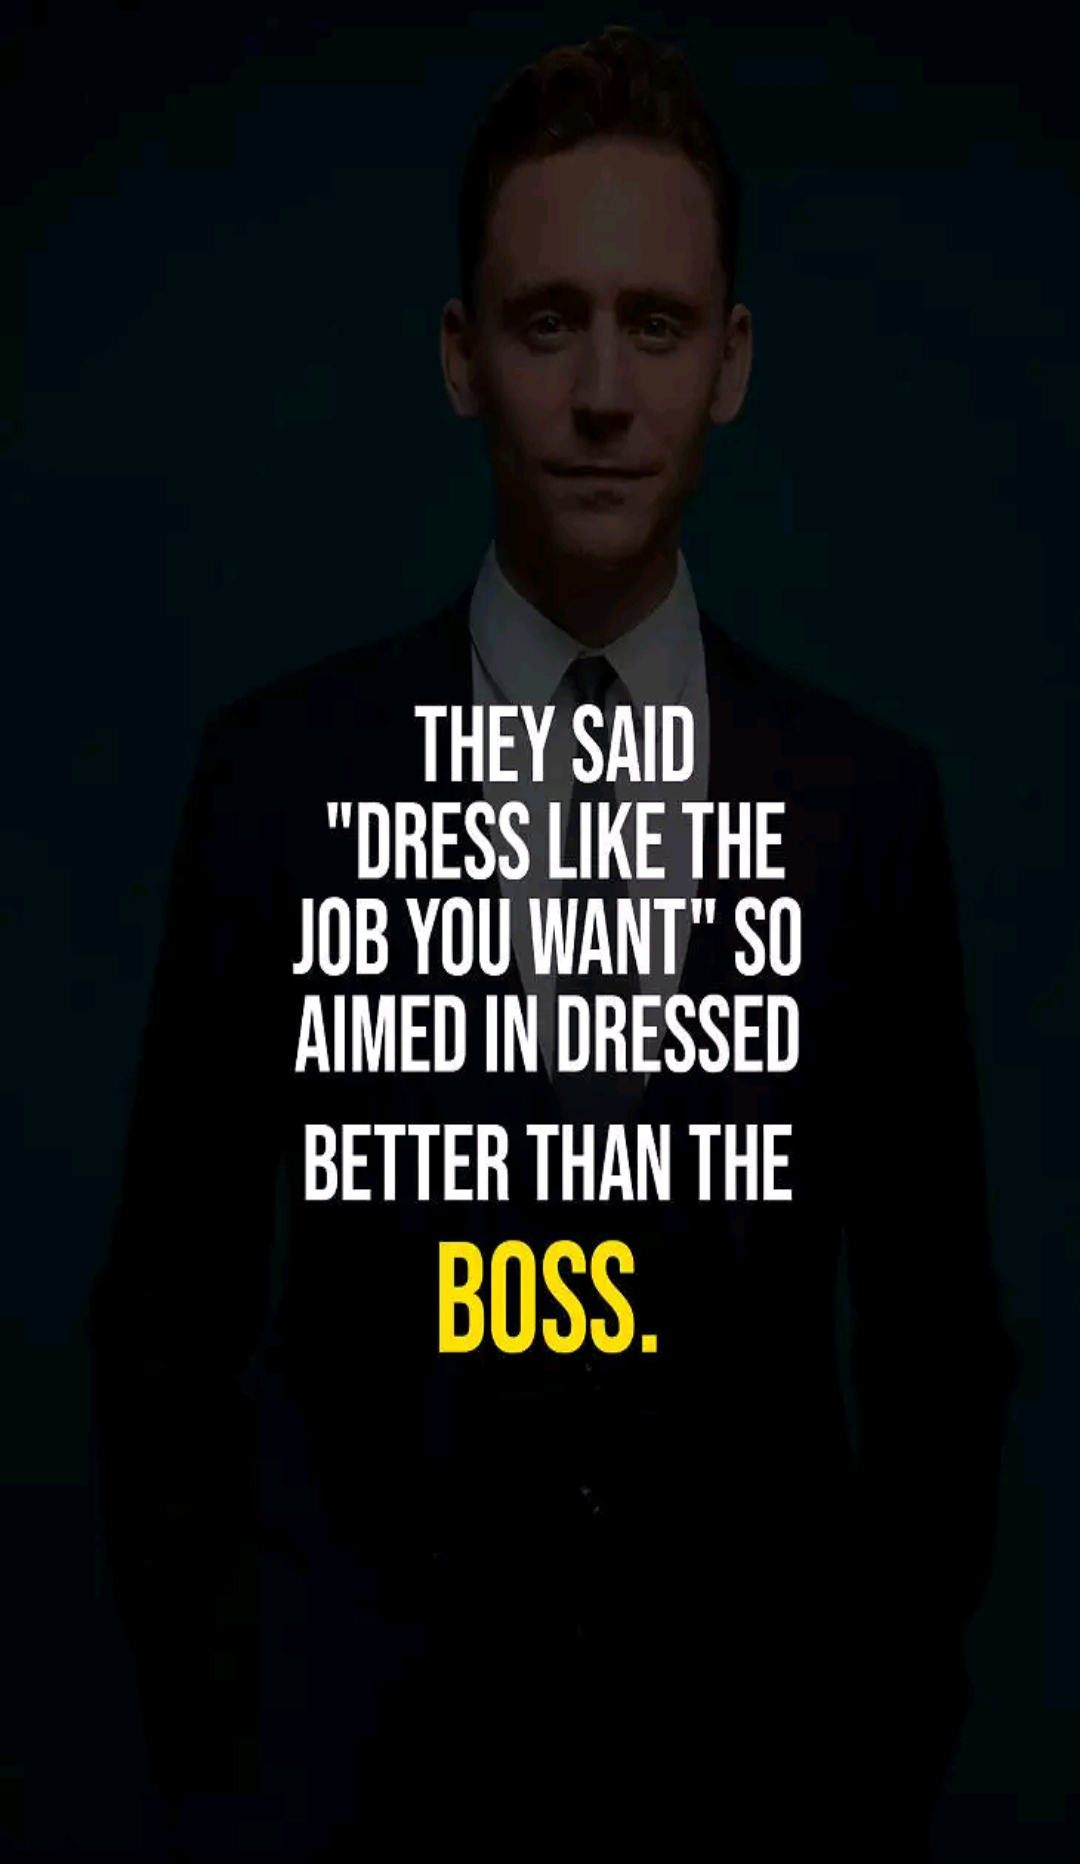 THEY SAID
"DRESS LIKE THE
JOB YOU WANT" SO
AIMED IN DRESSED
BETTER THAN THE
BOSS.